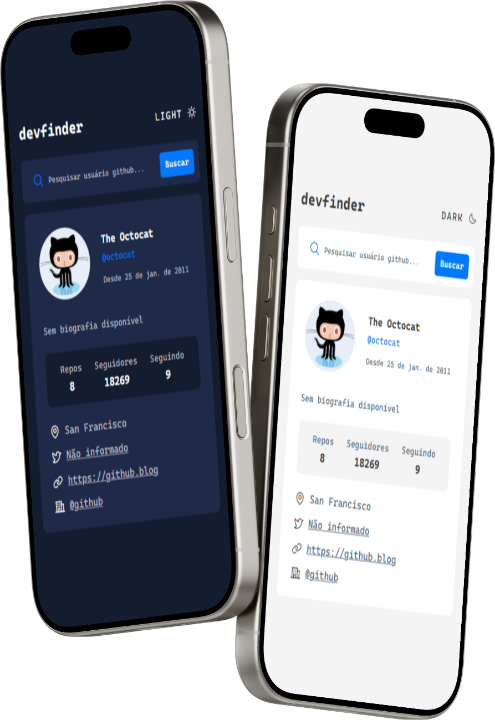 LIGHT
devfinder
Pesquisar usuário github...
Buscar
The Octocat
@octocat
Desde 25 de jan. de 2011
Sem biografia disponível
Repos Seguidores Seguindo
8 18269 9
San Francisco
Não informado
https://github.blog
@github
devfinder
DARK
Pesquisar usuário github...
Buscar
The Octocat
@octocat
Desde 25 de jan. de 2011
Sem biografia disponível
Repos Seguidores Seguindo
8 18269 9
San Francisco
Não informado
https://github.blog
@github